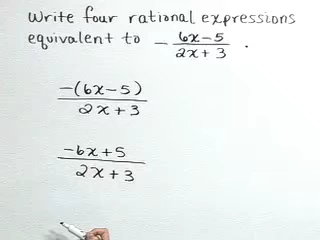 Write four rational expressions
equivalent to - (6x-5)/(2x+3) .
-(6x-5)
2x+3
-6x+5
2x+3